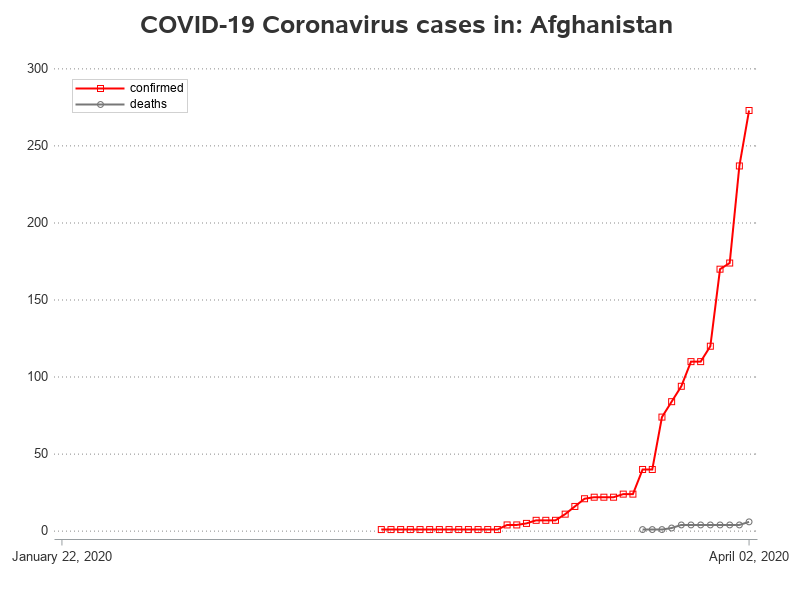 COVID-19 Coronavirus cases in: Afghanistan
300
confirmed
deaths
250
200
150
100
50
0
January 22, 2020
April 02, 2020